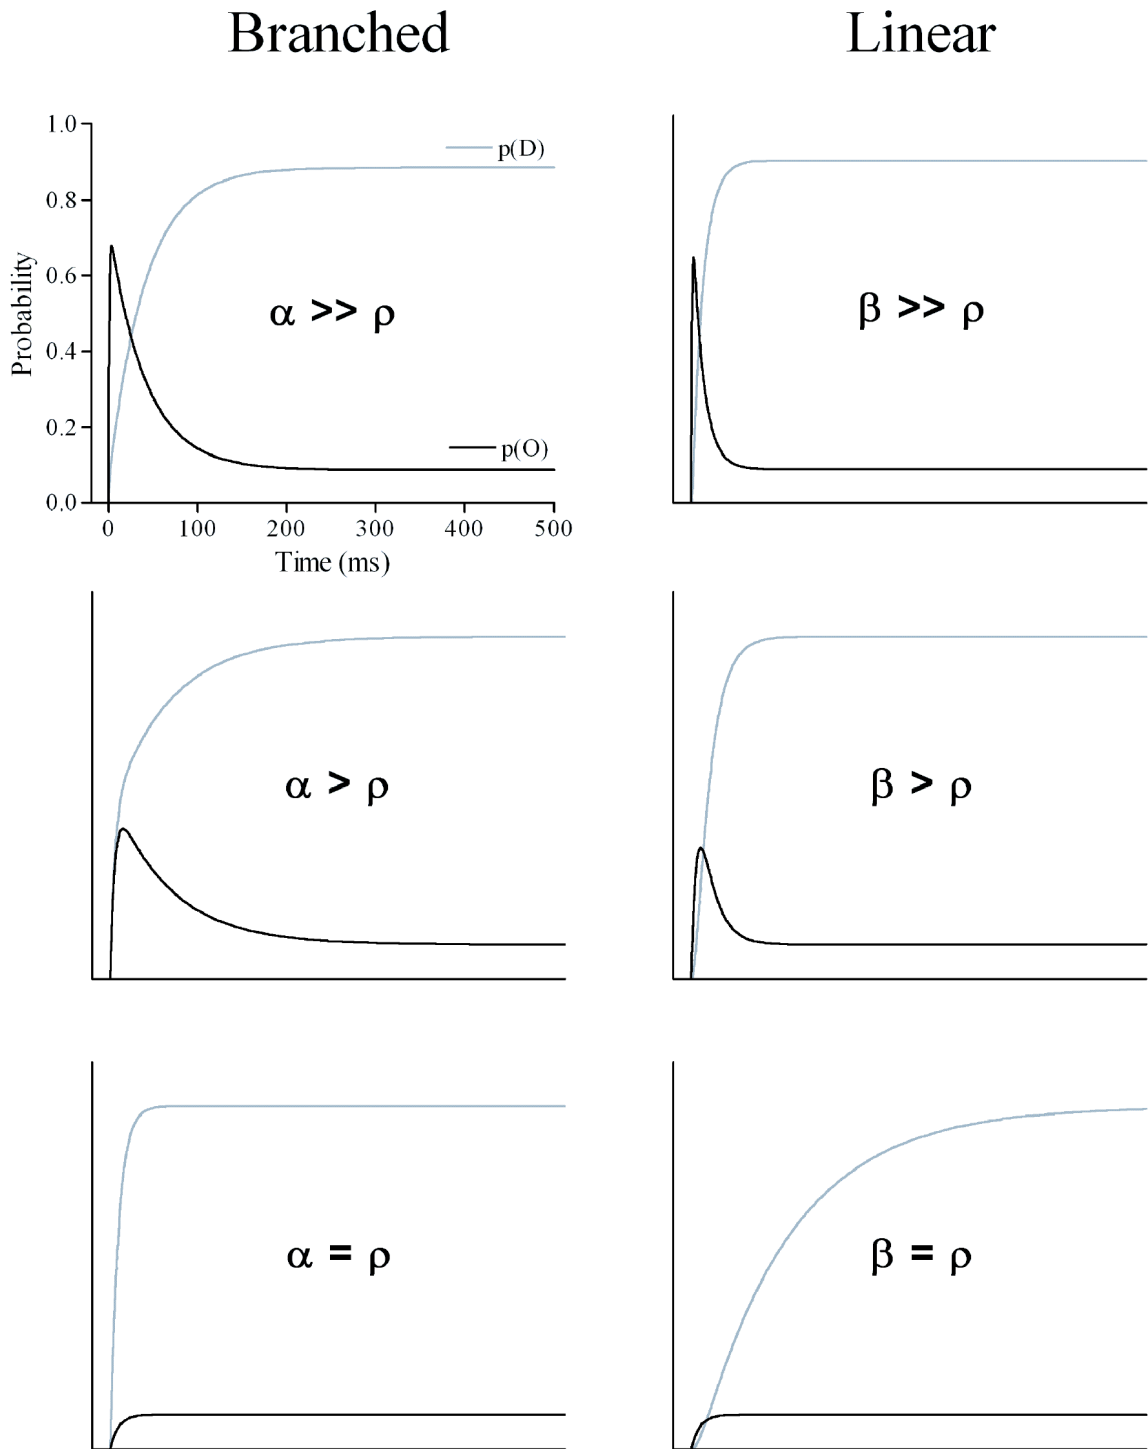 Branched
Linear
Probability
1.0
0.8
0.6
0.4
0.2
0.0
p(D)
α >> ρ
p(O)
0 100 200 300 400 500
Time (ms)
β >> ρ
α > ρ
β > ρ
α = ρ
β = ρ